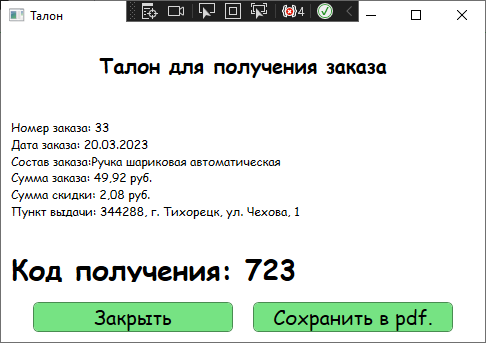 Талон
4
Талон для получения заказа
Номер заказа: 33
Дата заказа: 20.03.2023
Состав заказа:Ручка шариковая автоматическая
Сумма заказа: 49,92 руб.
Сумма скидки: 2,08 руб.
Пункт выдачи: 344288, г. Тихорецк, ул. Чехова, 1
Код получения: 723
Закрыть
Сохранить в pdf.